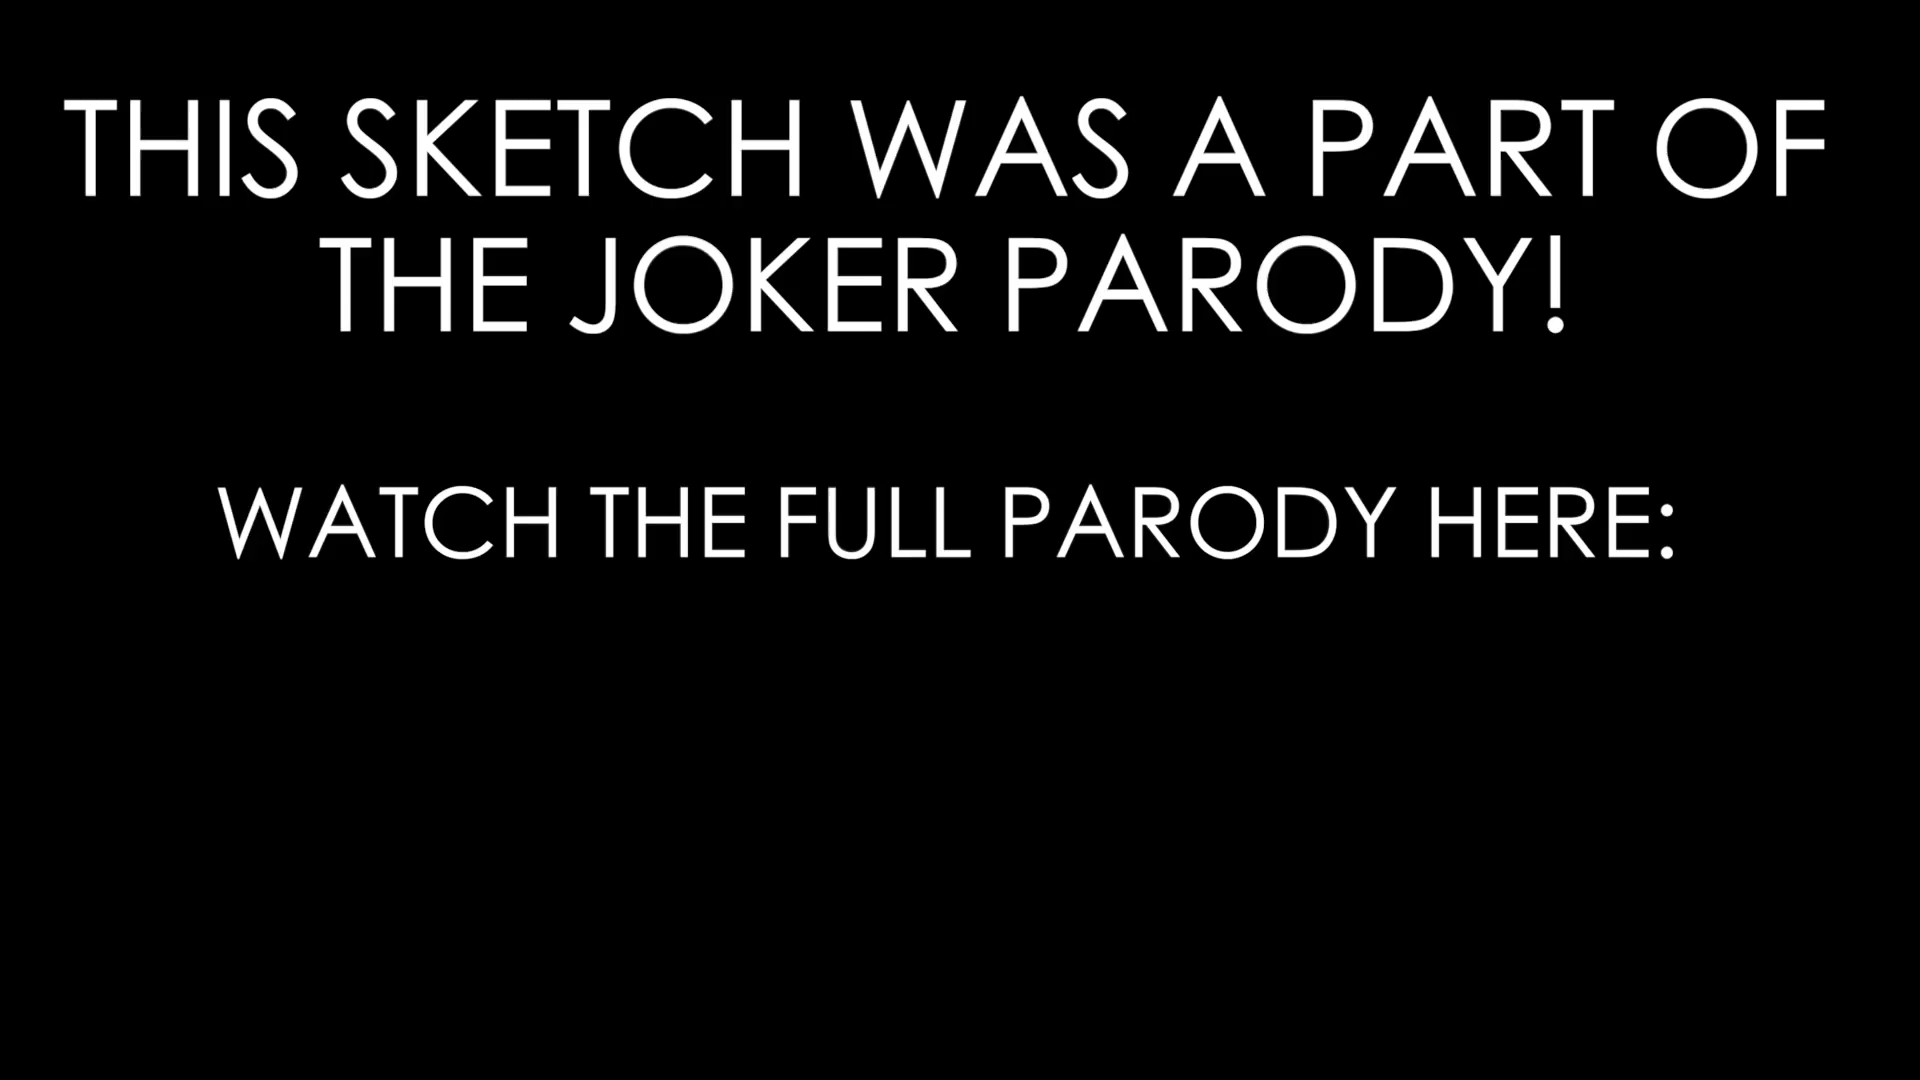 THIS SKETCH WAS A PART OF
THE JOKER PARODY!
WATCH THE FULL PARODY HERE: